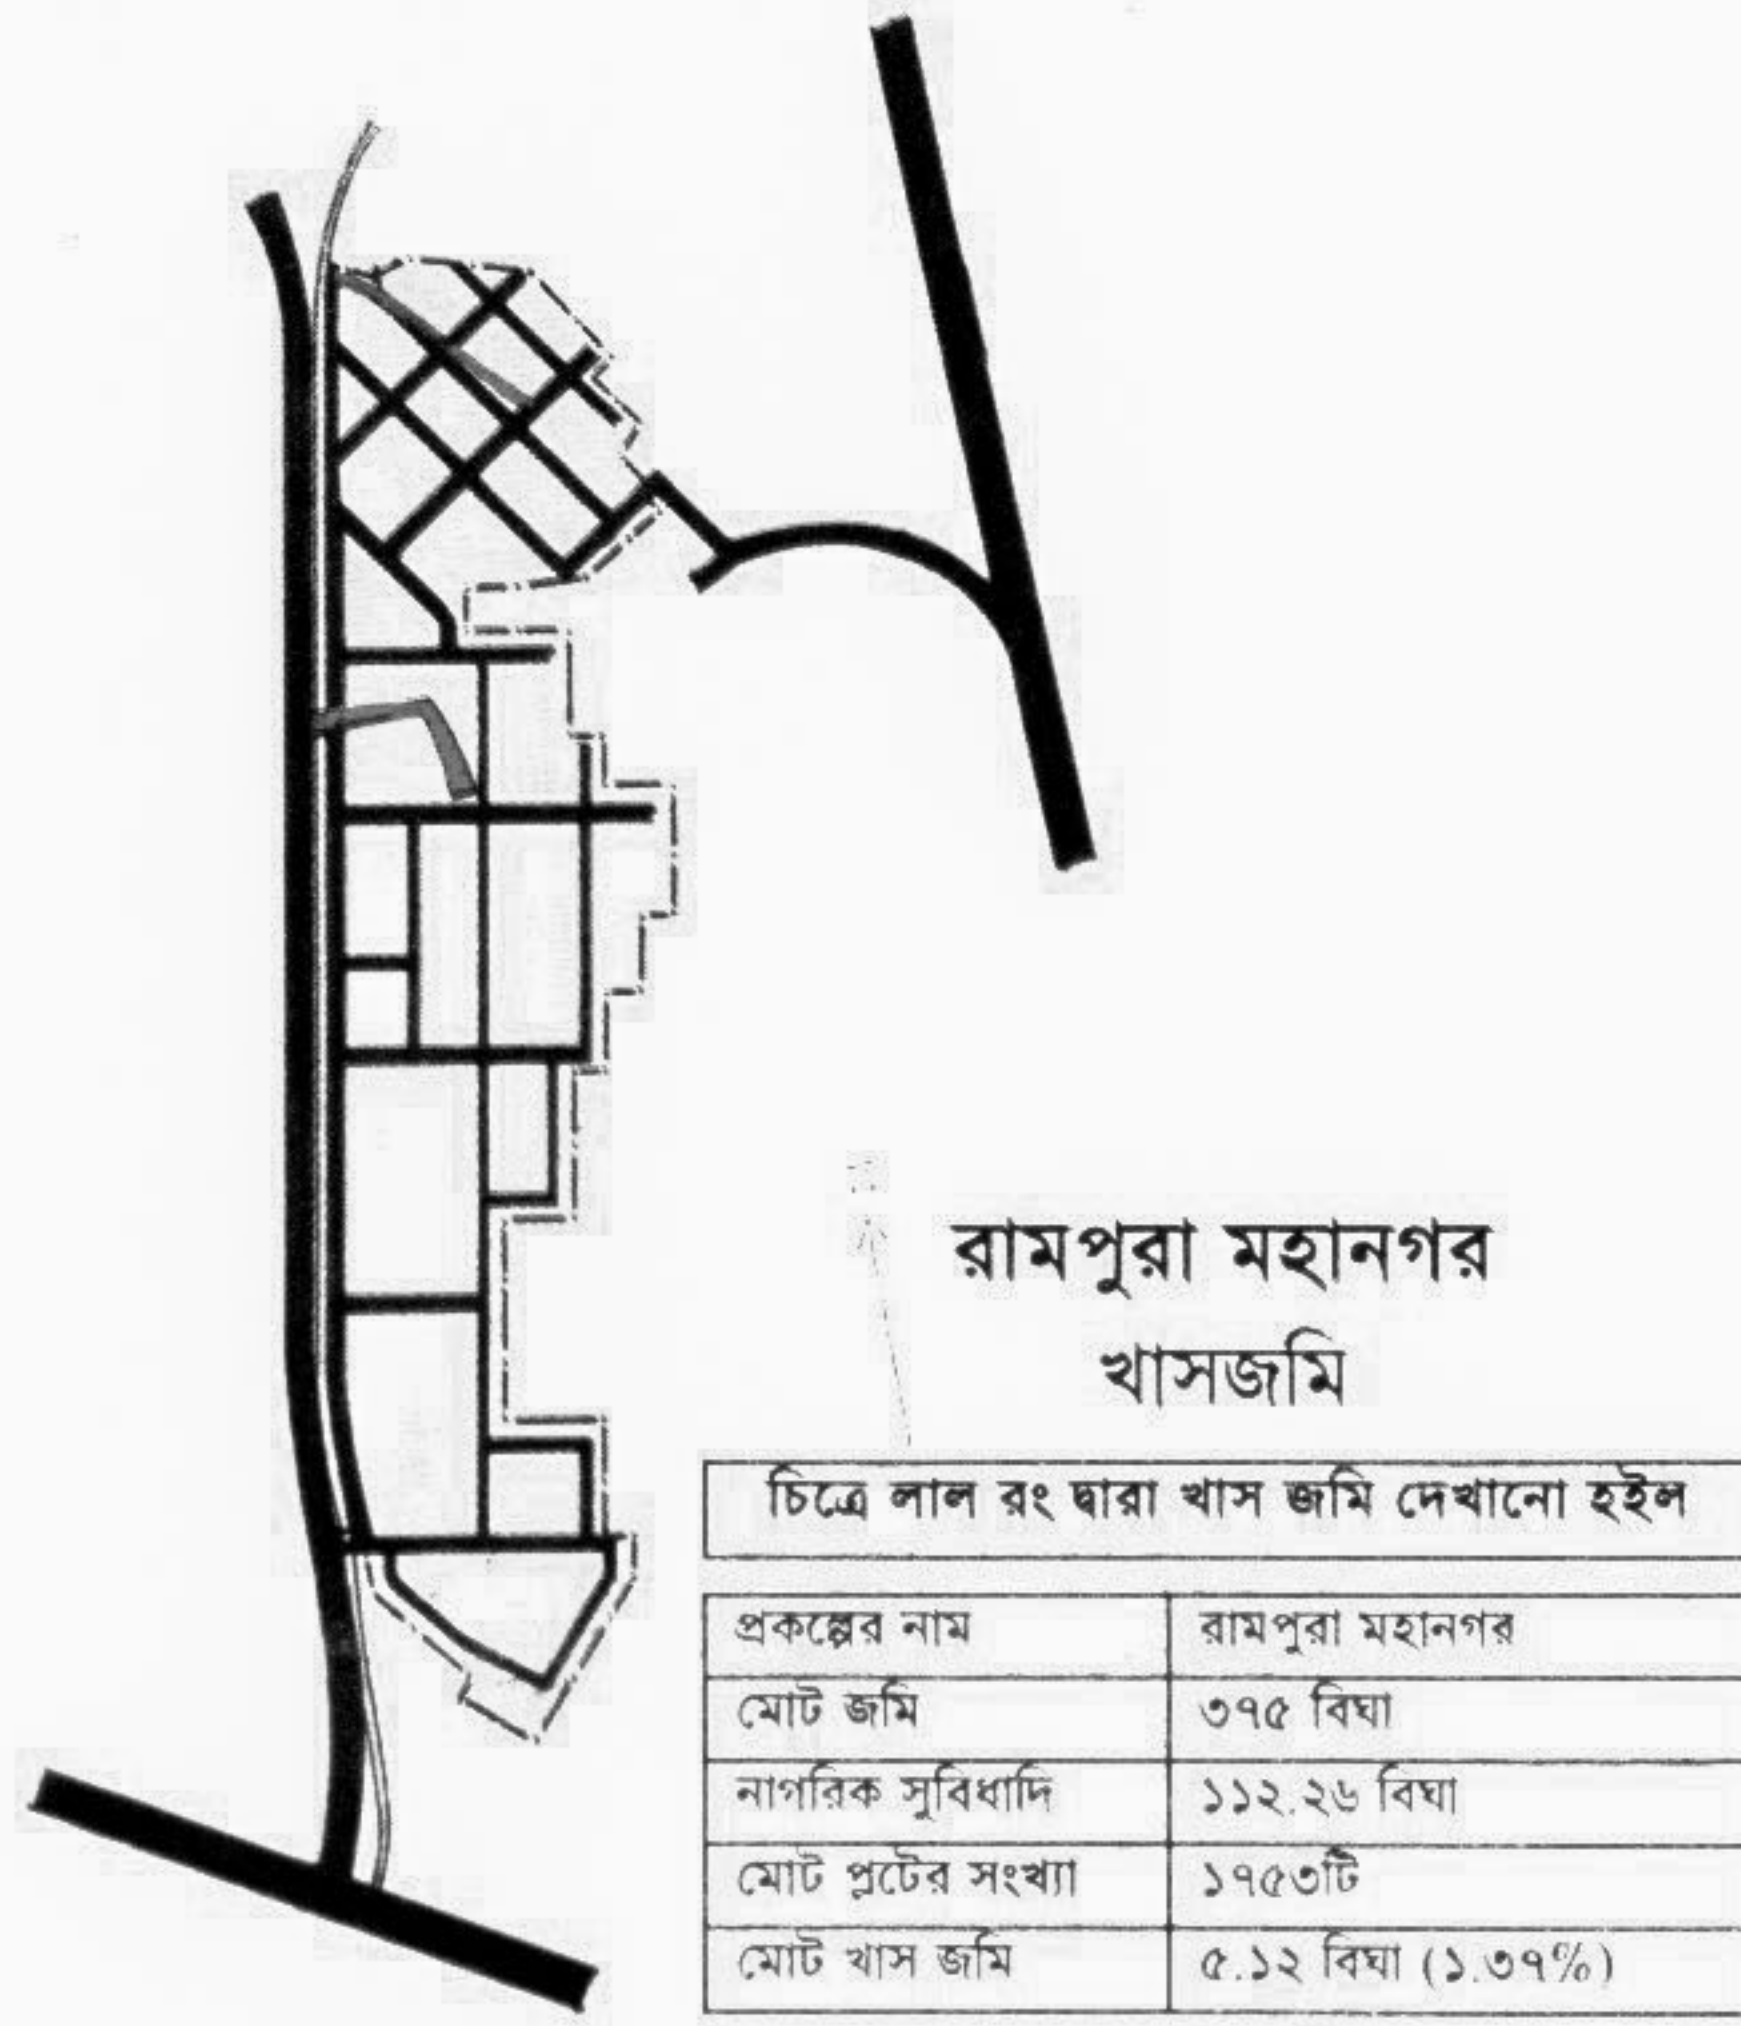 রামপুরা মহানগর
খাসজমি
চিত্রে লাল রং দ্বারা খাস জমি দেখানো হইল
প্রকল্পের নাম রামপুরা মহানগর
মোট জমি ৩৭৫ বিঘা
নাগরিক সুবিধাদি ১১২.২৬ বিঘা
মোট প্লটের সংখ্যা ১৭৫৩টি
মোট খাস জমি ৫.১২ বিঘা (১.৩৭%)